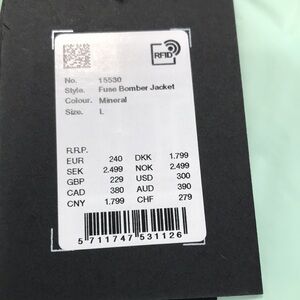 RFID
No. 15530
Style. Fuse Bomber Jacket
Colour. Mineral
Size. L
R.R.P.
EUR 240 DKK 1.799
SEK 2.499 NOK 2.499
GBP 229 USD 300
CAD 380 AUD 390
CNY 1.799 CHF 279
5 711747 531126